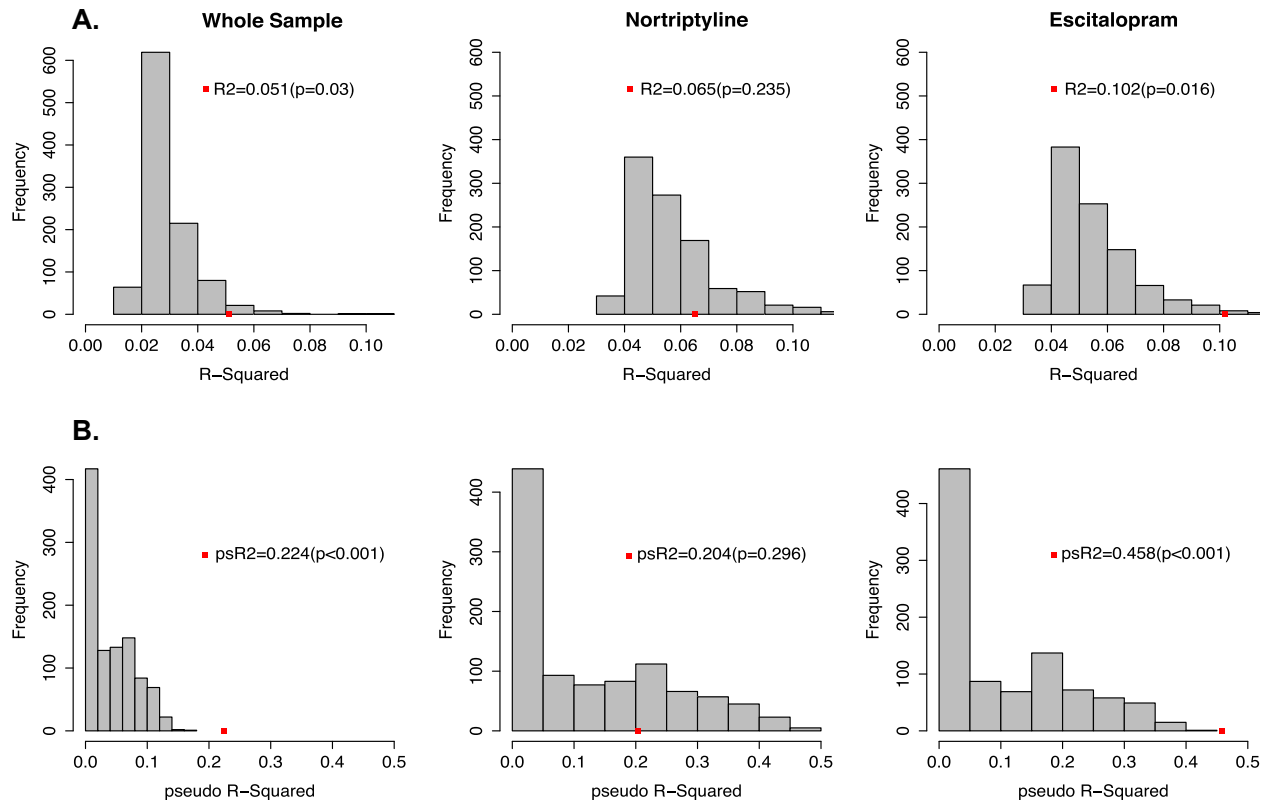 A.
Whole Sample
Nortriptyline
Escitalopram
R2=0.051(p=0.03)
R2=0.065(p=0.235)
R2=0.102(p=0.016)
Frequency
0 100 200 300 400 500 600
0.00 0.02 0.04 0.06 0.08 0.10
R−Squared
Frequency
0 100 200 300 400 500 600
0.00 0.02 0.04 0.06 0.08 0.10
R−Squared
Frequency
0 100 200 300 400 500 600
0.00 0.02 0.04 0.06 0.08 0.10
R−Squared
B.
psR2=0.224(p<0.001)
psR2=0.204(p=0.296)
psR2=0.458(p<0.001)
Frequency
0 100 200 300 400
0.0 0.1 0.2 0.3 0.4 0.5
pseudo R−Squared
Frequency
0 100 200 300 400
0.0 0.1 0.2 0.3 0.4 0.5
pseudo R−Squared
Frequency
0 100 200 300 400
0.0 0.1 0.2 0.3 0.4 0.5
pseudo R−Squared